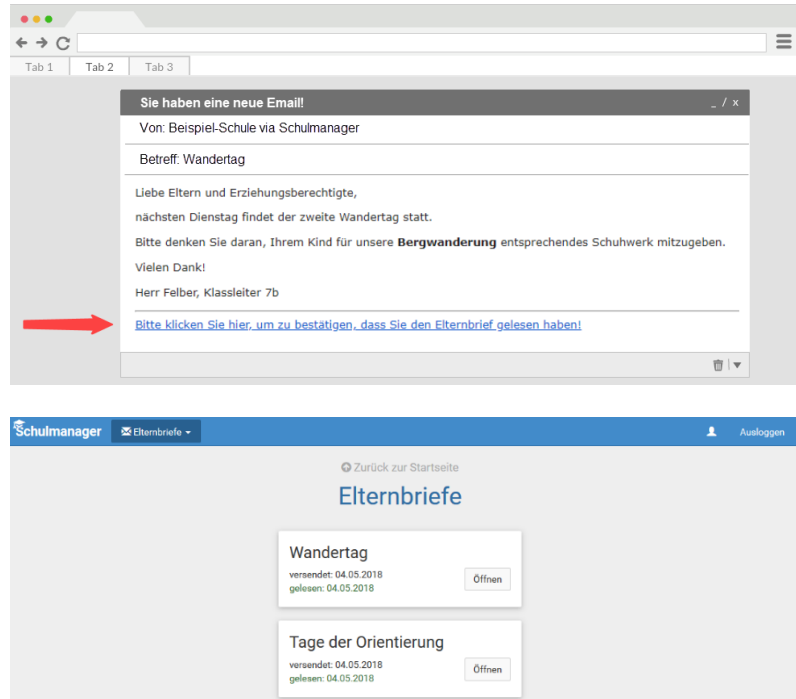 Tab 1 Tab 2 Tab 3
Sie haben eine neue Email! _ / x
Von: Beispiel-Schule via Schulmanager
Betreff: Wandertag
Liebe Eltern und Erziehungsberechtigte,
nächsten Dienstag findet der zweite Wandertag statt.
Bitte denken Sie daran, Ihrem Kind für unsere Bergwanderung entsprechendes Schuhwerk mitzugeben.
Vielen Dank!
Herr Felber, Klassleiter 7b
Bitte klicken Sie hier, um zu bestätigen, dass Sie den Elternbrief gelesen haben!
Schulmanager Elternbriefe Ausloggen
Zurück zur Startseite
Elternbriefe
Wandertag
versendet: 04.05.2018
gelesen: 04.05.2018
Öffnen
Tage der Orientierung
versendet: 04.05.2018
gelesen: 04.05.2018
Öffnen